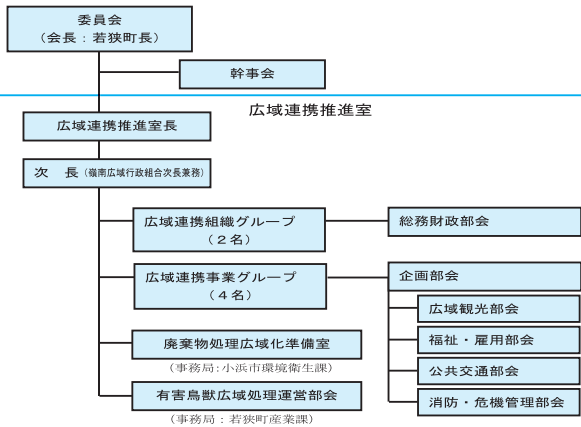 委員会
（会長：若狭町長）
幹事会
広域連携推進室
広域連携推進室長
次　長（嶺南広域行政組合次長兼務）
広域連携組織グループ
（２名）
総務財政部会
広域連携事業グループ
（４名）
企画部会
広域観光部会
福祉・雇用部会
公共交通部会
消防・危機管理部会
廃棄物処理広域化準備室
（事務局：小浜市環境衛生課）
有害鳥獣広域処理運営部会
（事務局：若狭町産業課）